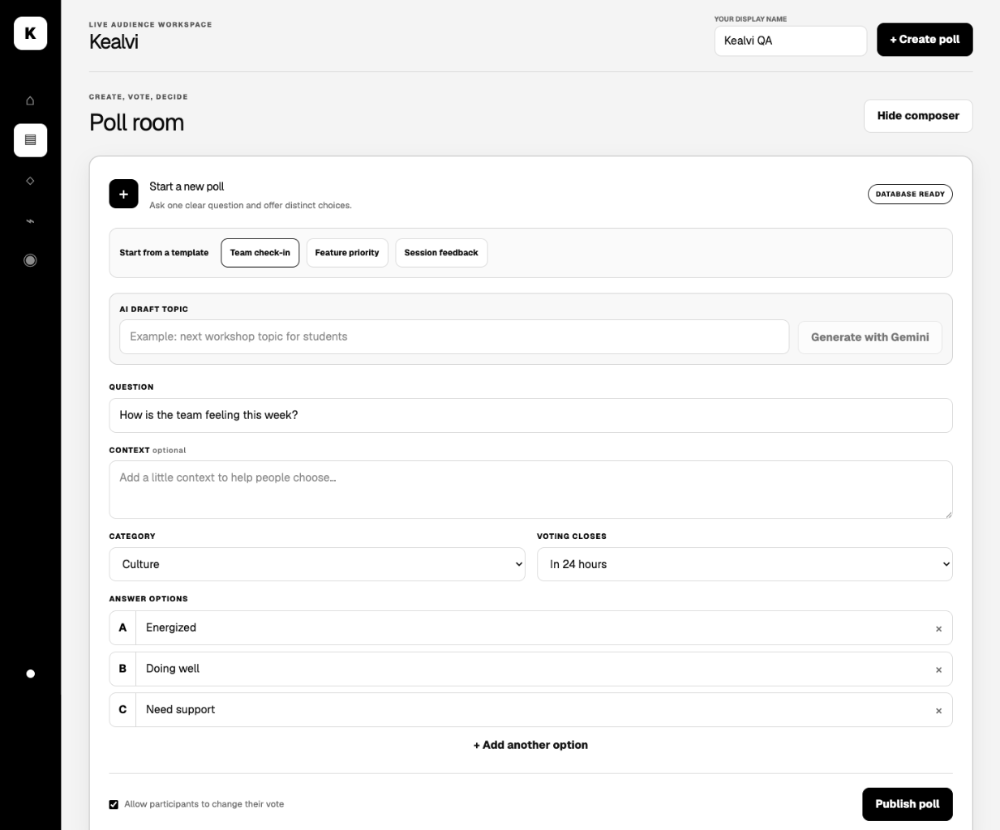 K
LIVE AUDIENCE WORKSPACE
Kealvi
YOUR DISPLAY NAME
Kealvi QA
+ Create poll
CREATE, VOTE, DECIDE
Poll room
Hide composer
+
Start a new poll
Ask one clear question and offer distinct choices.
DATABASE READY
Start from a template
Team check-in
Feature priority
Session feedback
AI DRAFT TOPIC
Example: next workshop topic for students
Generate with Gemini
QUESTION
How is the team feeling this week?
CONTEXT optional
Add a little context to help people choose…
CATEGORY
VOTING CLOSES
Culture
In 24 hours
ANSWER OPTIONS
A Energized ×
B Doing well ×
C Need support ×
+ Add another option
Allow participants to change their vote
Publish poll